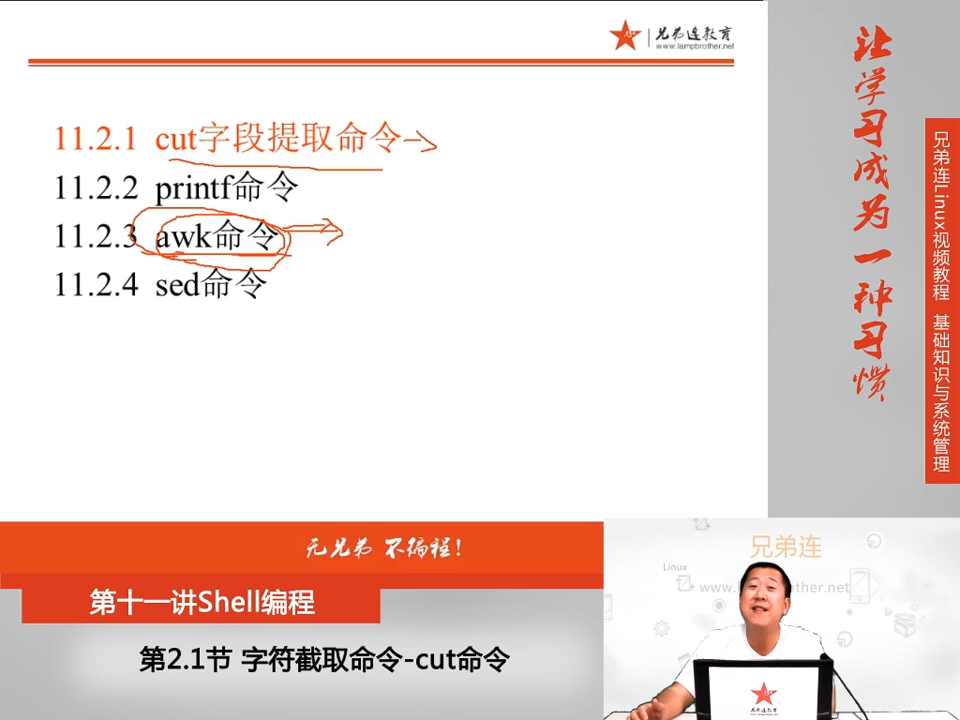 兄弟连教育
www.lampbrother.net
11.2.1 cut字段提取命令
11.2.2 printf命令
11.2.3 awk命令
11.2.4 sed命令
让学习成为一种习惯
兄弟连Linux视频教程 基础知识与系统管理
无兄弟 不编程!
第十一讲Shell编程
第2.1节 字符截取命令-cut命令
兄弟连
Linux
兄弟连教育